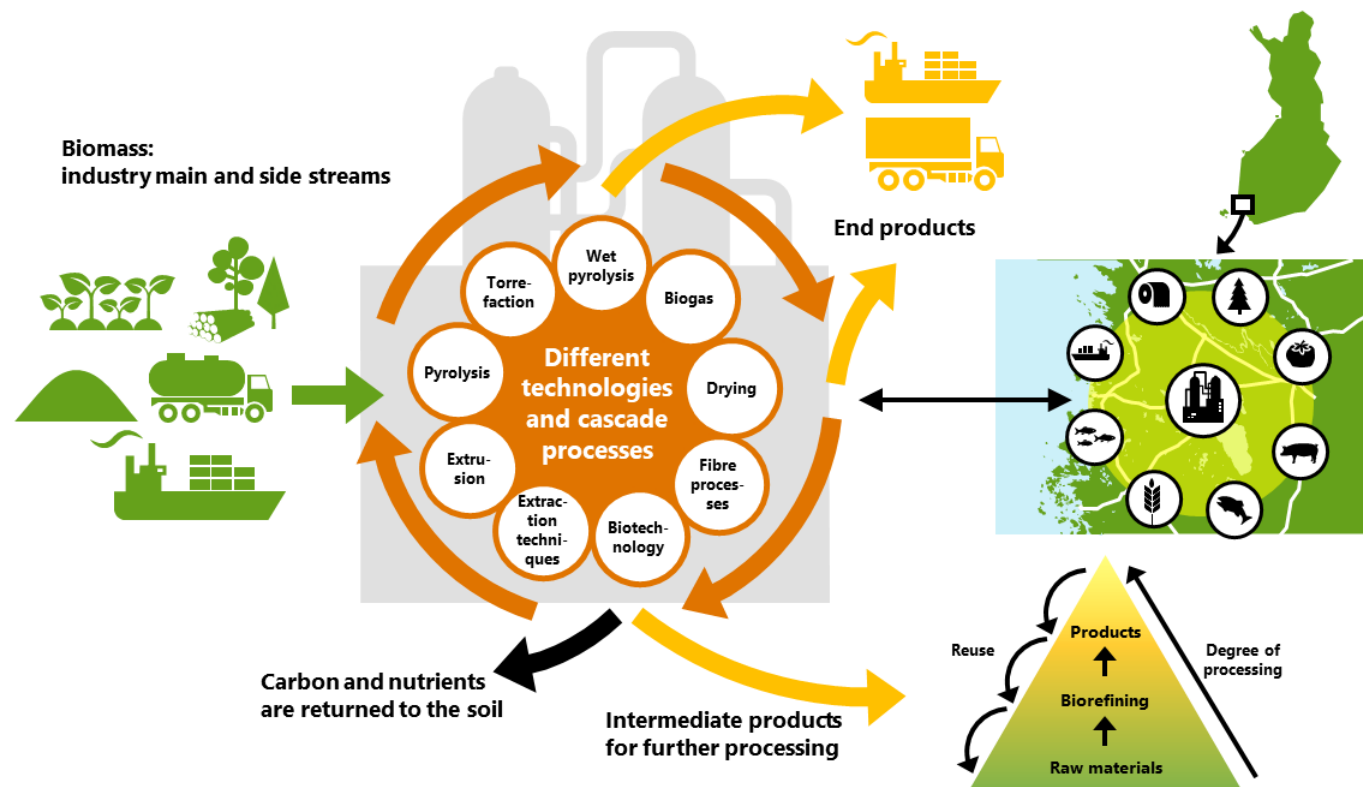 Biomass:
industry main and side streams
End products
Wet
pyrolysis
Torre-
faction
Biogas
Pyrolysis
Different
technologies
and cascade
processes
Drying
Extru-
sion
Fibre
proces-
ses
Extrac-
tion
techni-
ques
Biotech-
nology
Carbon and nutrients
are returned to the soil
Intermediate products
for further processing
Reuse
Products
Degree of
processing
Biorefining
Raw materials